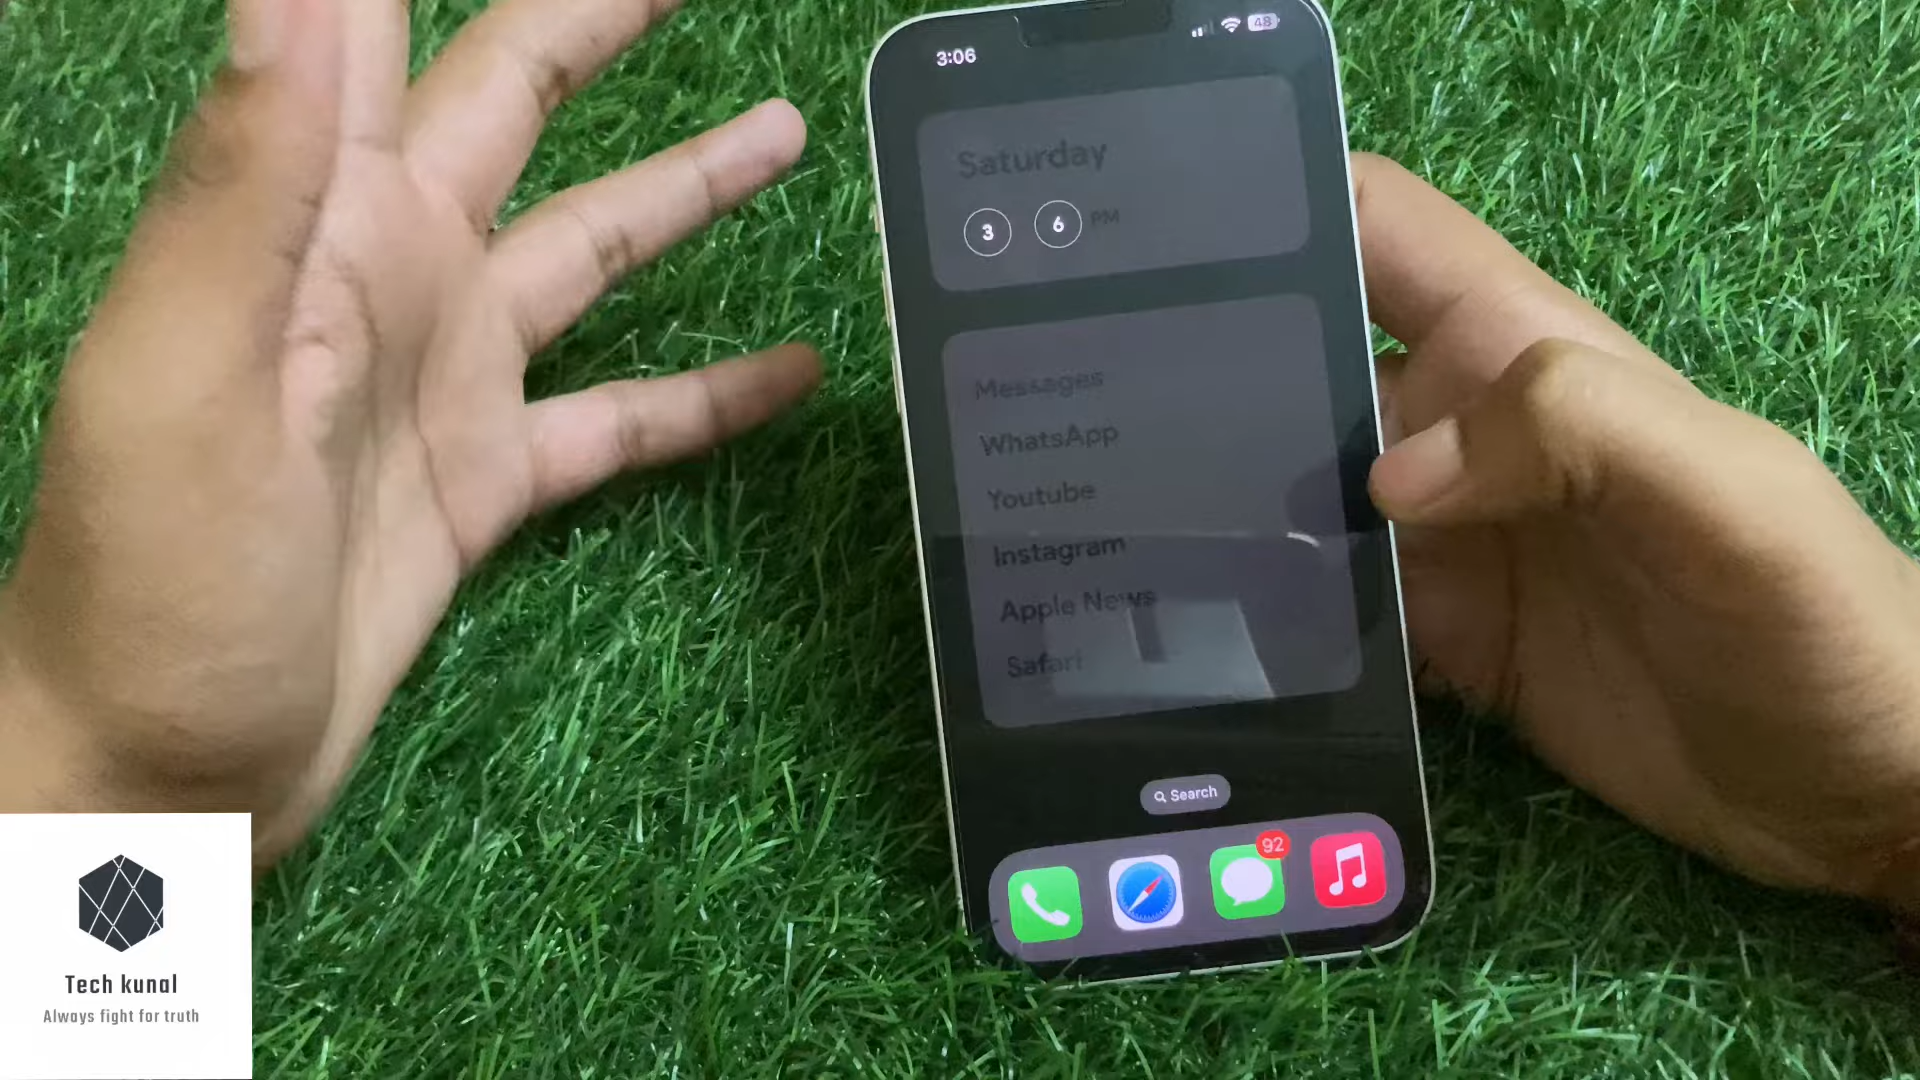 3:06
48
Saturday
3 6 PM
Messages
WhatsApp
Youtube
Instagram
Apple News
Safari
Search
92
Tech kunal
Always fight for truth